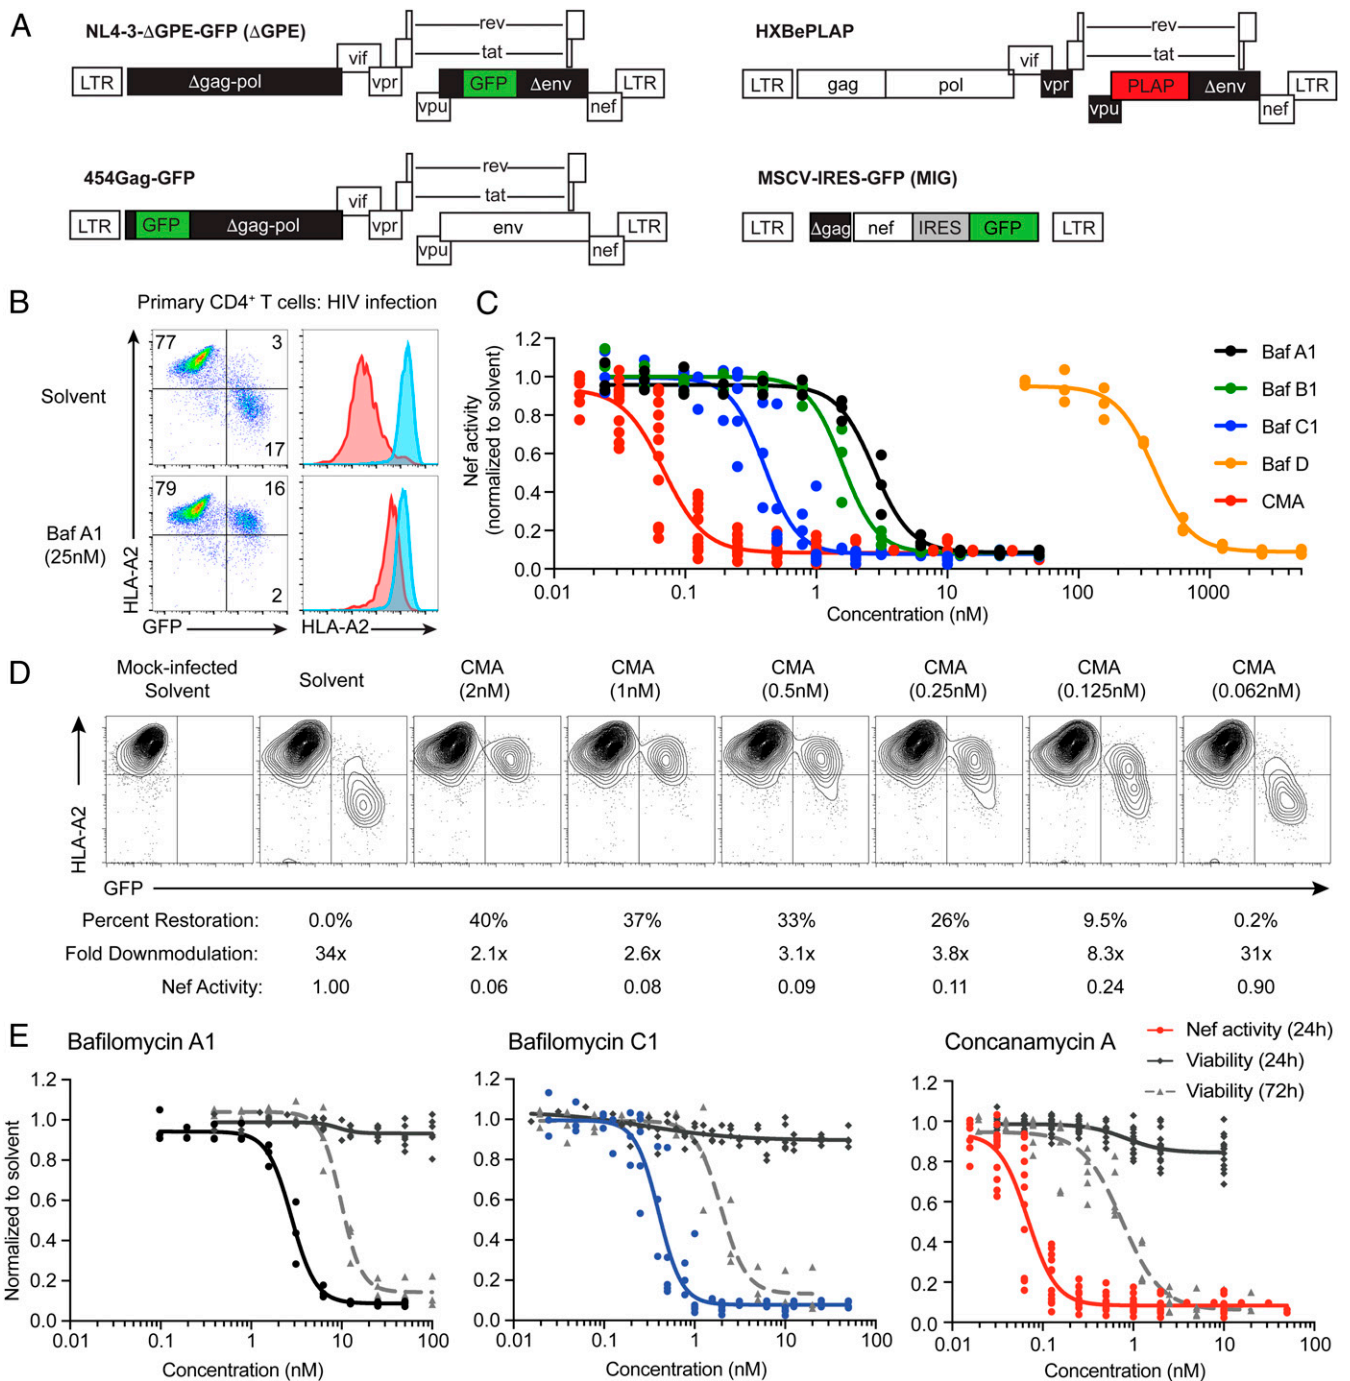 A
NL4-3-ΔGPE-GFP (ΔGPE)
LTR
Δgag-pol
vif
vpr
rev
tat
vpu
GFP
Δenv
nef
LTR
HXBePLAP
LTR
gag
pol
vif
vpr
rev
tat
vpu
PLAP
Δenv
nef
LTR
454Gag-GFP
LTR
GFP
Δgag-pol
vif
vpr
rev
tat
vpu
env
nef
LTR
MSCV-IRES-GFP (MIG)
LTR
Δgag
nef
IRES
GFP
LTR
B
Primary CD4⁺ T cells: HIV infection
Solvent
77
3
17
Baf A1
(25nM)
79
16
2
HLA-A2
GFP
HLA-A2
C
Nef activity
(normalized to solvent)
1.2
1.0
0.8
0.6
0.4
0.2
0.0
0.01
0.1
1
10
100
1000
Concentration (nM)
Baf A1
Baf B1
Baf C1
Baf D
CMA
D
Mock-infected
Solvent
Solvent
CMA
(2nM)
CMA
(1nM)
CMA
(0.5nM)
CMA
(0.25nM)
CMA
(0.125nM)
CMA
(0.062nM)
HLA-A2
GFP
Percent Restoration: 0.0% 40% 37% 33% 26% 9.5% 0.2%
Fold Downmodulation: 34x 2.1x 2.6x 3.1x 3.8x 8.3x 31x
Nef Activity: 1.00 0.06 0.08 0.09 0.11 0.24 0.90
E
Bafilomycin A1
Normalized to solvent
1.2
1.0
0.8
0.6
0.4
0.2
0.0
0.01
0.1
1
10
100
Concentration (nM)
Bafilomycin C1
1.2
1.0
0.8
0.6
0.4
0.2
0.0
0.01
0.1
1
10
100
Concentration (nM)
Concanamycin A
Nef activity (24h)
Viability (24h)
Viability (72h)
1.2
1.0
0.8
0.6
0.4
0.2
0.0
0.01
0.1
1
10
100
Concentration (nM)